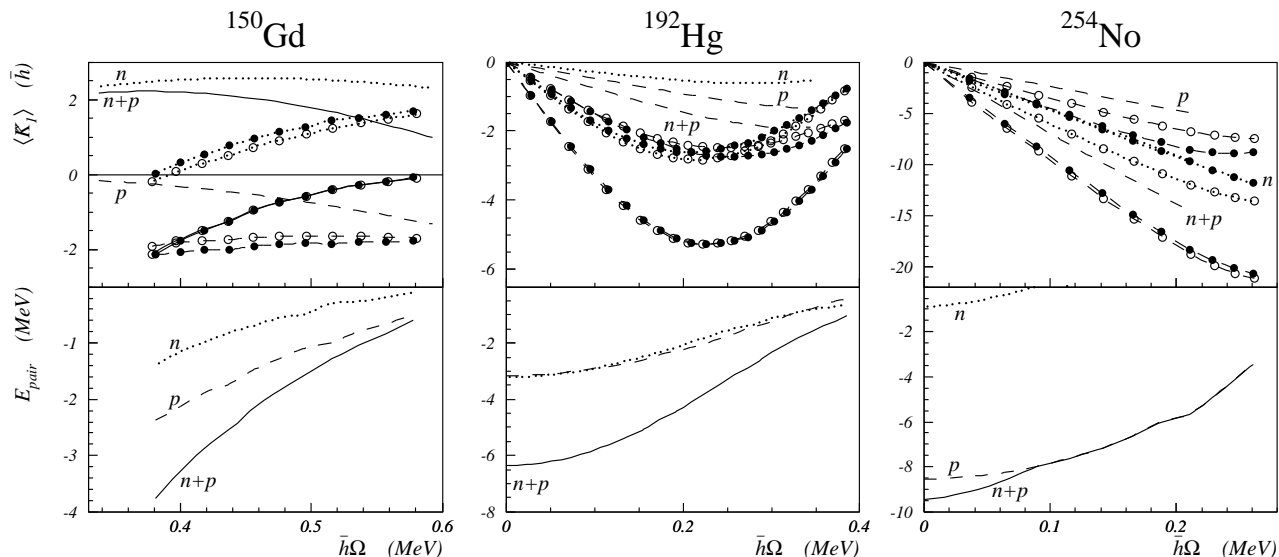 150Gd 192Hg 254No
⟨K1⟩ (ħ)
2
0
-2
n
n+p
p
0
-2
-4
-6
n
p
n+p
0
-5
-10
-15
-20
p
n
n+p
Epair (MeV)
-1
-2
-3
-4
n
p
n+p
0.4 0.5 0.6
ħΩ (MeV)
-2
-4
-6
-8
n+p
0 0.2 0.4
ħΩ (MeV)
-2
-4
-6
-8
-10
n
p
n+p
0 0.1 0.2
ħΩ (MeV)